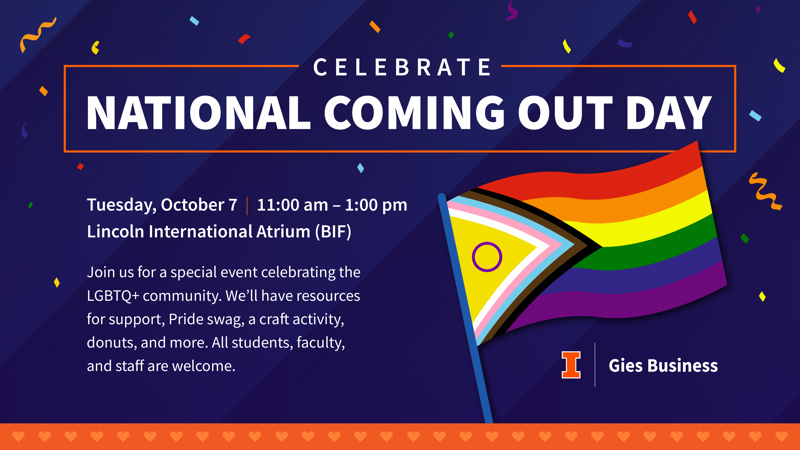 CELEBRATE
NATIONAL COMING OUT DAY
Tuesday, October 7 | 11:00 am – 1:00 pm
Lincoln International Atrium (BIF)
Join us for a special event celebrating the
LGBTQ+ community. We’ll have resources
for support, Pride swag, a craft activity,
donuts, and more. All students, faculty,
and staff are welcome.
I | Gies Business